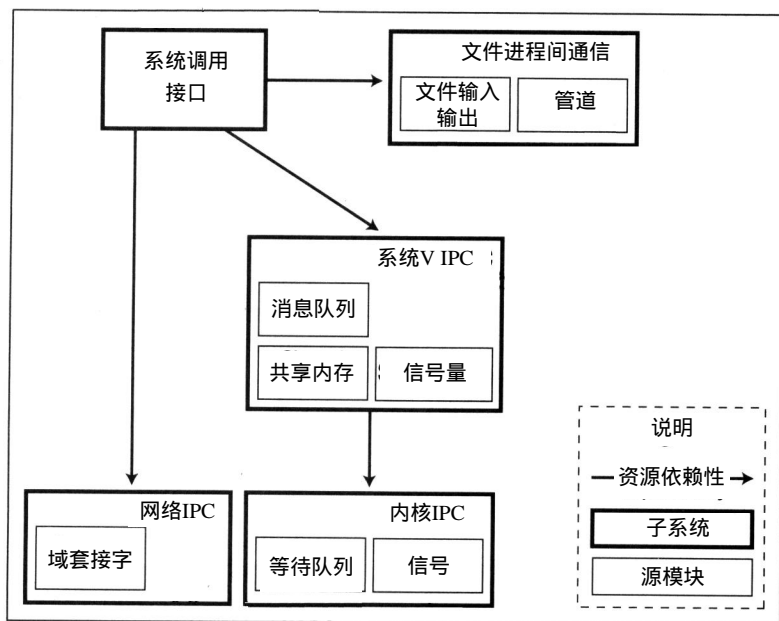 系统调用
接口
文件进程间通信
文件输入
输出
管道
系统V IPC
消息队列
共享内存
信号量
网络IPC
域套接字
内核IPC
等待队列
信号
说明
资源依赖性
子系统
源模块